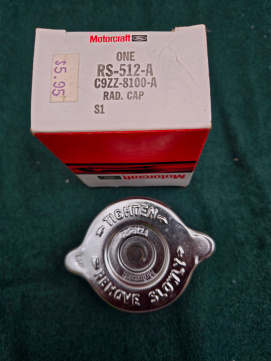 Motorcraft
$5.95
ONE
RS-512-A
C9ZZ-8100-A
RAD. CAP
S1
TIGHTEN
REMOVE SLOWLY